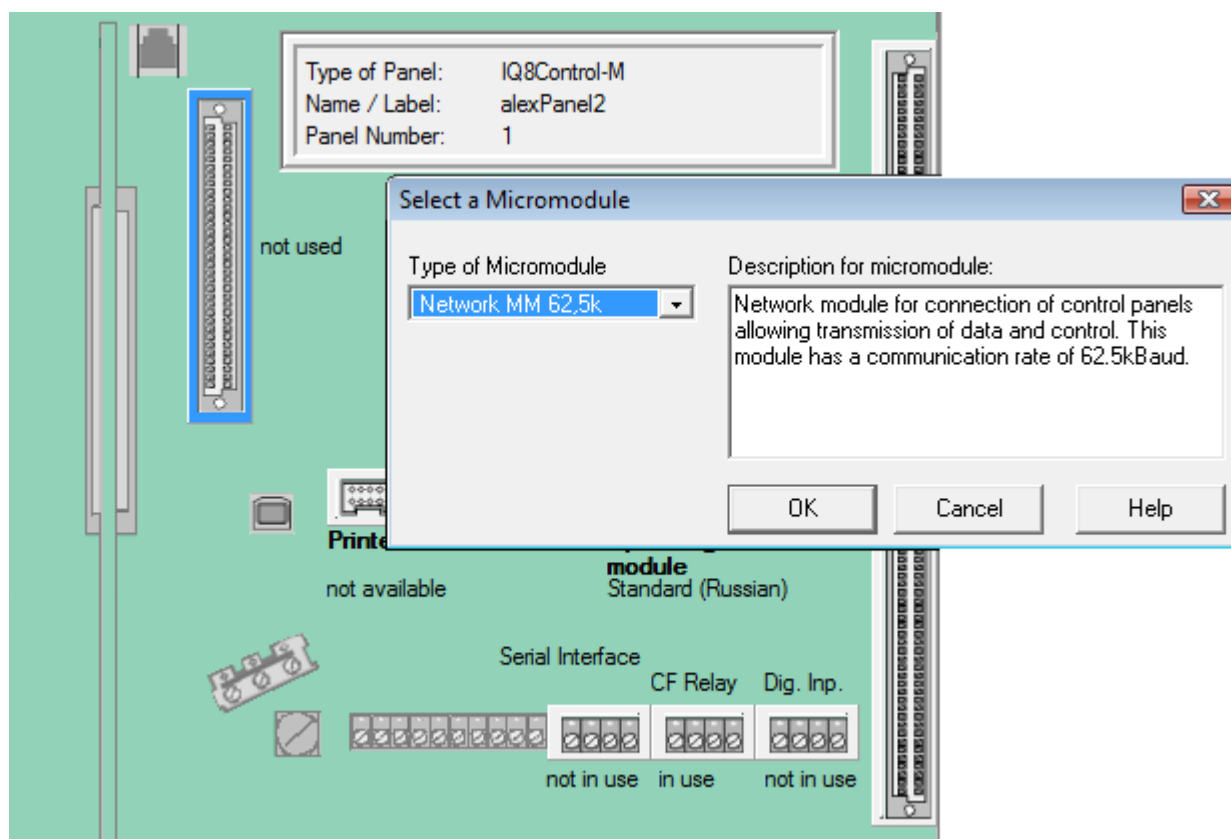 Type of Panel: IQ8Control-M
Name / Label: alexPanel2
Panel Number: 1
Select a Micromodule
not used
Type of Micromodule
Network MM 62,5k
Description for micromodule:
Network module for connection of control panels
allowing transmission of data and control. This
module has a communication rate of 62.5kBaud.
OK Cancel Help
module
not available
Standard (Russian)
Serial Interface
CF Relay Dig. Inp.
not in use in use not in use